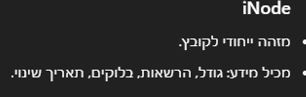 iNode
• מזהה ייחודי לקובץ.
• מכיל מידע: גודל, הרשאות, בלוקים, תאריך שינוי.